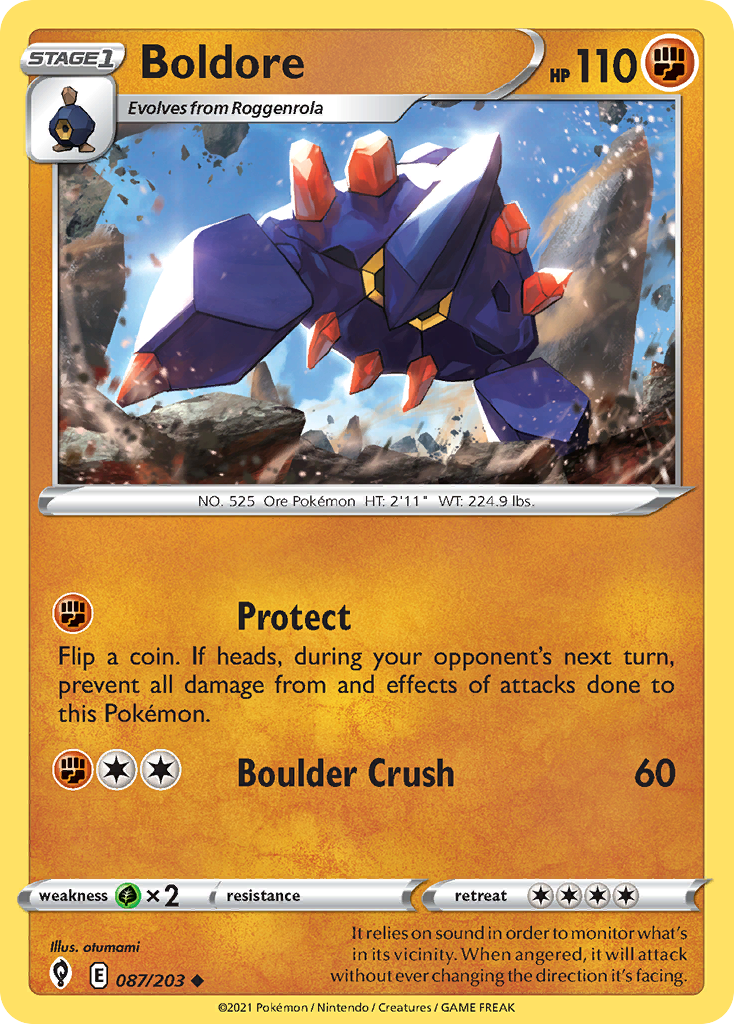 STAGE1
Boldore
HP 110
Evolves from Roggenrola
NO. 525 Ore Pokémon HT: 2'11" WT: 224.9 lbs.
Protect
Flip a coin. If heads, during your opponent's next turn,
prevent all damage from and effects of attacks done to
this Pokémon.
Boulder Crush 60
weakness ×2 resistance retreat
Illus. otumami
E 087/203
It relies on sound in order to monitor what's
in its vicinity. When angered, it will attack
without ever changing the direction it's facing.
©2021 Pokémon / Nintendo / Creatures / GAME FREAK